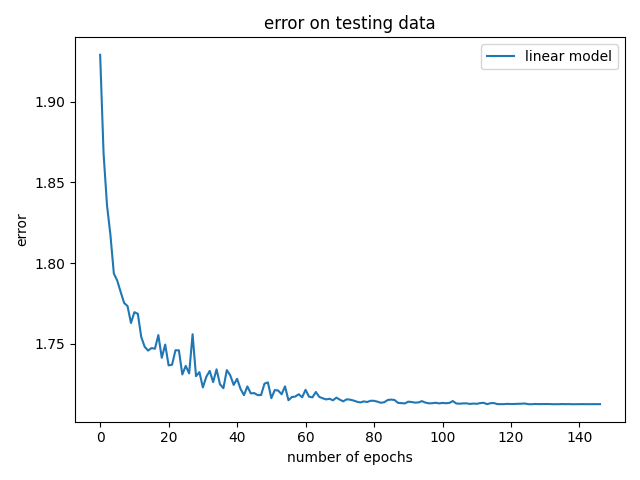 error on testing data
linear model
error
1.90
1.85
1.80
1.75
0 20 40 60 80 100 120 140
number of epochs